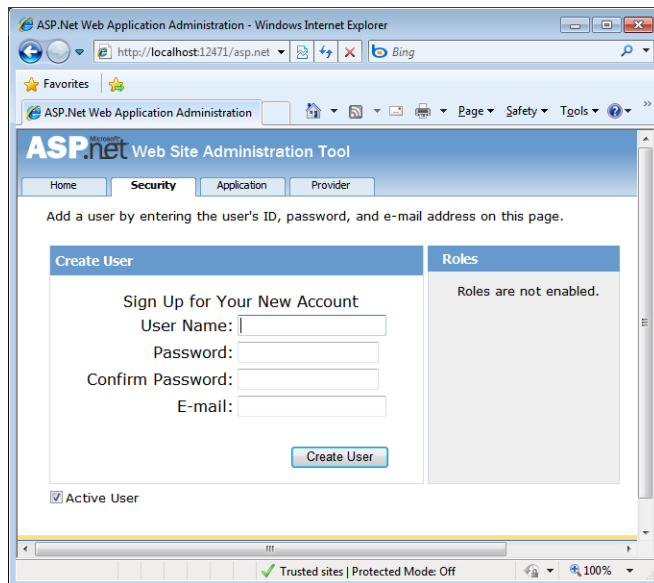 ASP.Net Web Application Administration - Windows Internet Explorer
http://localhost:12471/asp.net
Bing
Favorites
ASP.Net Web Application Administration
Page Safety Tools
Microsoft
ASP.net Web Site Administration Tool
Home Security Application Provider
Add a user by entering the user's ID, password, and e-mail address on this page.
Create User
Roles
Sign Up for Your New Account
Roles are not enabled.
User Name:
Password:
Confirm Password:
E-mail:
Create User
Active User
Trusted sites | Protected Mode: Off
100%